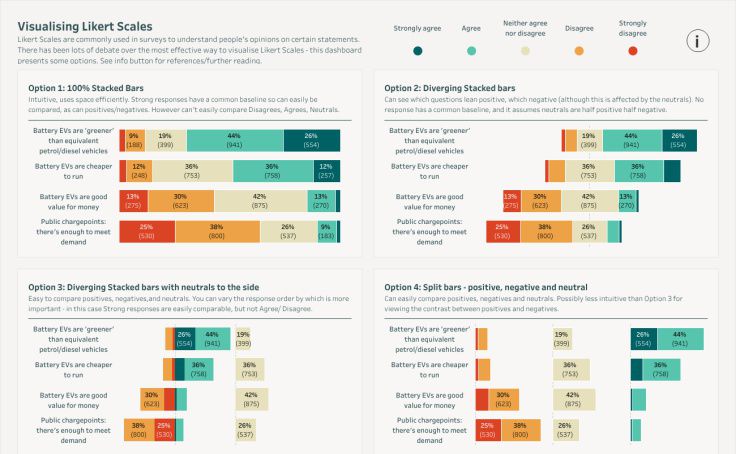 Visualising Likert Scales
Likert Scales are commonly used in surveys to understand people's opinions on certain statements.
There has been lots of debate over the most effective way to visualise Likert Scales - this dashboard
presents some options. See info button for references/further reading.
Strongly agree
Agree
Neither agree
nor disagree
Disagree
Strongly
disagree
i
Option 1: 100% Stacked Bars
Intuitive, uses space efficiently. Strong responses have a common baseline so can easily be
compared, as can positives/negatives. However can't easily compare Disagrees, Agrees, Neutrals.
Battery EVs are 'greener'
than equivalent
petrol/diesel vehicles
9%
(188)
19%
(399)
44%
(941)
26%
(554)
Battery EVs are cheaper
to run
12%
(248)
36%
(753)
36%
(758)
12%
(257)
Battery EVs are good
value for money
13%
(275)
30%
(623)
42%
(875)
13%
(270)
Public chargepoints:
there's enough to meet
demand
25%
(530)
38%
(800)
26%
(537)
9%
(183)
Option 2: Diverging Stacked Bars
Can see which questions lean positive, which negative (although this is affected by the neutrals). No
response has a common baseline, and it assumes neutrals are half positive half negative.
Battery EVs are 'greener'
than equivalent
petrol/diesel vehicles
19%
(399)
44%
(941)
26%
(554)
Battery EVs are cheaper
to run
36%
(753)
36%
(758)
Battery EVs are good
value for money
13%
(275)
30%
(623)
42%
(875)
13%
(270)
Public chargepoints:
there's enough to meet
demand
25%
(530)
38%
(800)
26%
(537)
Option 3: Diverging Stacked bars with neutrals to the side
Easy to compare positives, negatives,and neutrals. You can vary the response order by which is more
important - in this case Strong responses are easily comparable, but not Agree/ Disagree.
Battery EVs are 'greener'
than equivalent
petrol/diesel vehicles
26%
(554)
44%
(941)
19%
(399)
Battery EVs are cheaper
to run
36%
(758)
36%
(753)
Battery EVs are good
value for money
30%
(623)
42%
(875)
Public chargepoints:
there's enough to meet
demand
38%
(800)
25%
(530)
26%
(537)
Option 4: Split bars - positive, negative and neutral
Can easily compare positives, negatives and neutrals. Possibly less intuitive than Option 3 for
viewing the contrast between positives and negatives.
Battery EVs are 'greener'
than equivalent
petrol/diesel vehicles
19%
(399)
26%
(554)
44%
(941)
Battery EVs are cheaper
to run
36%
(753)
36%
(758)
Battery EVs are good
value for money
30%
(623)
42%
(875)
Public chargepoints:
there's enough to meet
demand
25%
(530)
38%
(800)
26%
(537)